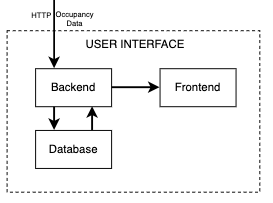 HTTP
Occupancy
Data
USER INTERFACE
Backend
Frontend
Database